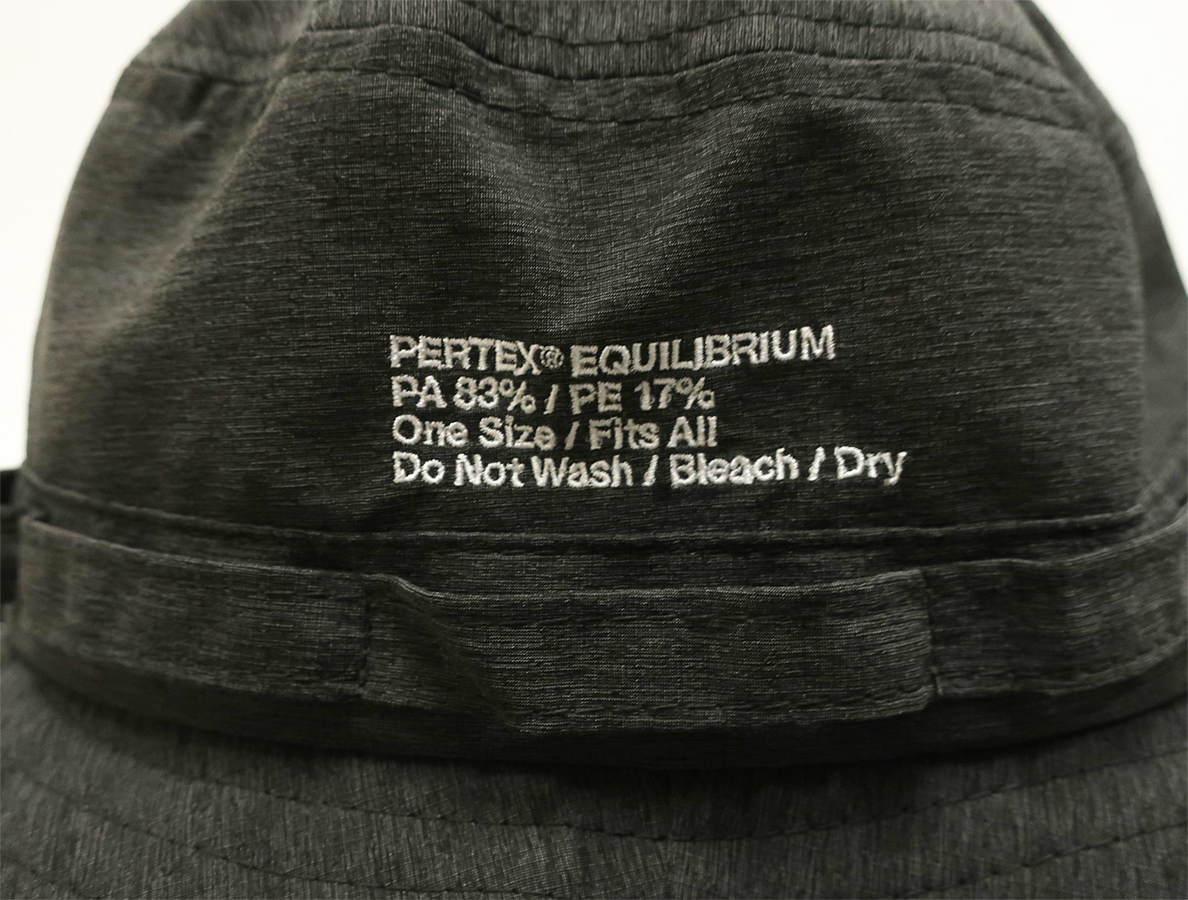 PERTEX® EQUILIBRIUM
PA 83% / PE 17%
One Size / Fits All
Do Not Wash / Bleach / Dry